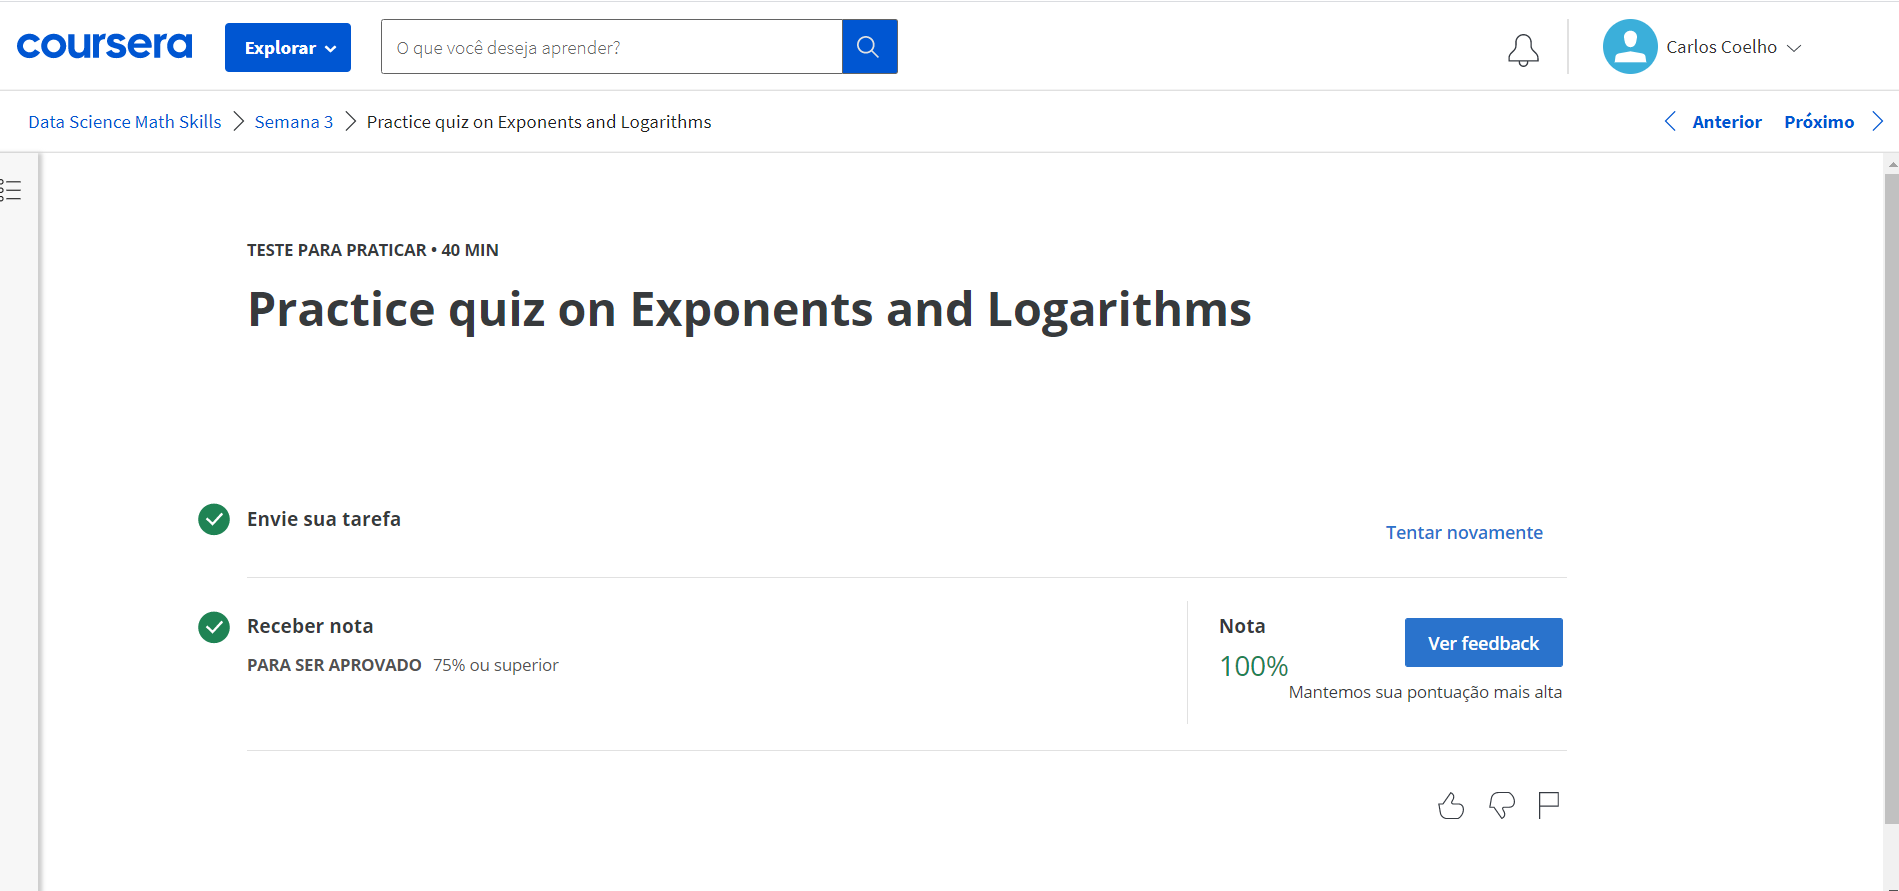 coursera
Explorar
O que você deseja aprender?
Carlos Coelho
Data Science Math Skills
Semana 3
Practice quiz on Exponents and Logarithms
Anterior
Próximo
TESTE PARA PRATICAR • 40 MIN
Practice quiz on Exponents and Logarithms
Envie sua tarefa
Tentar novamente
Receber nota
PARA SER APROVADO 75% ou superior
Nota
100%
Ver feedback
Mantemos sua pontuação mais alta